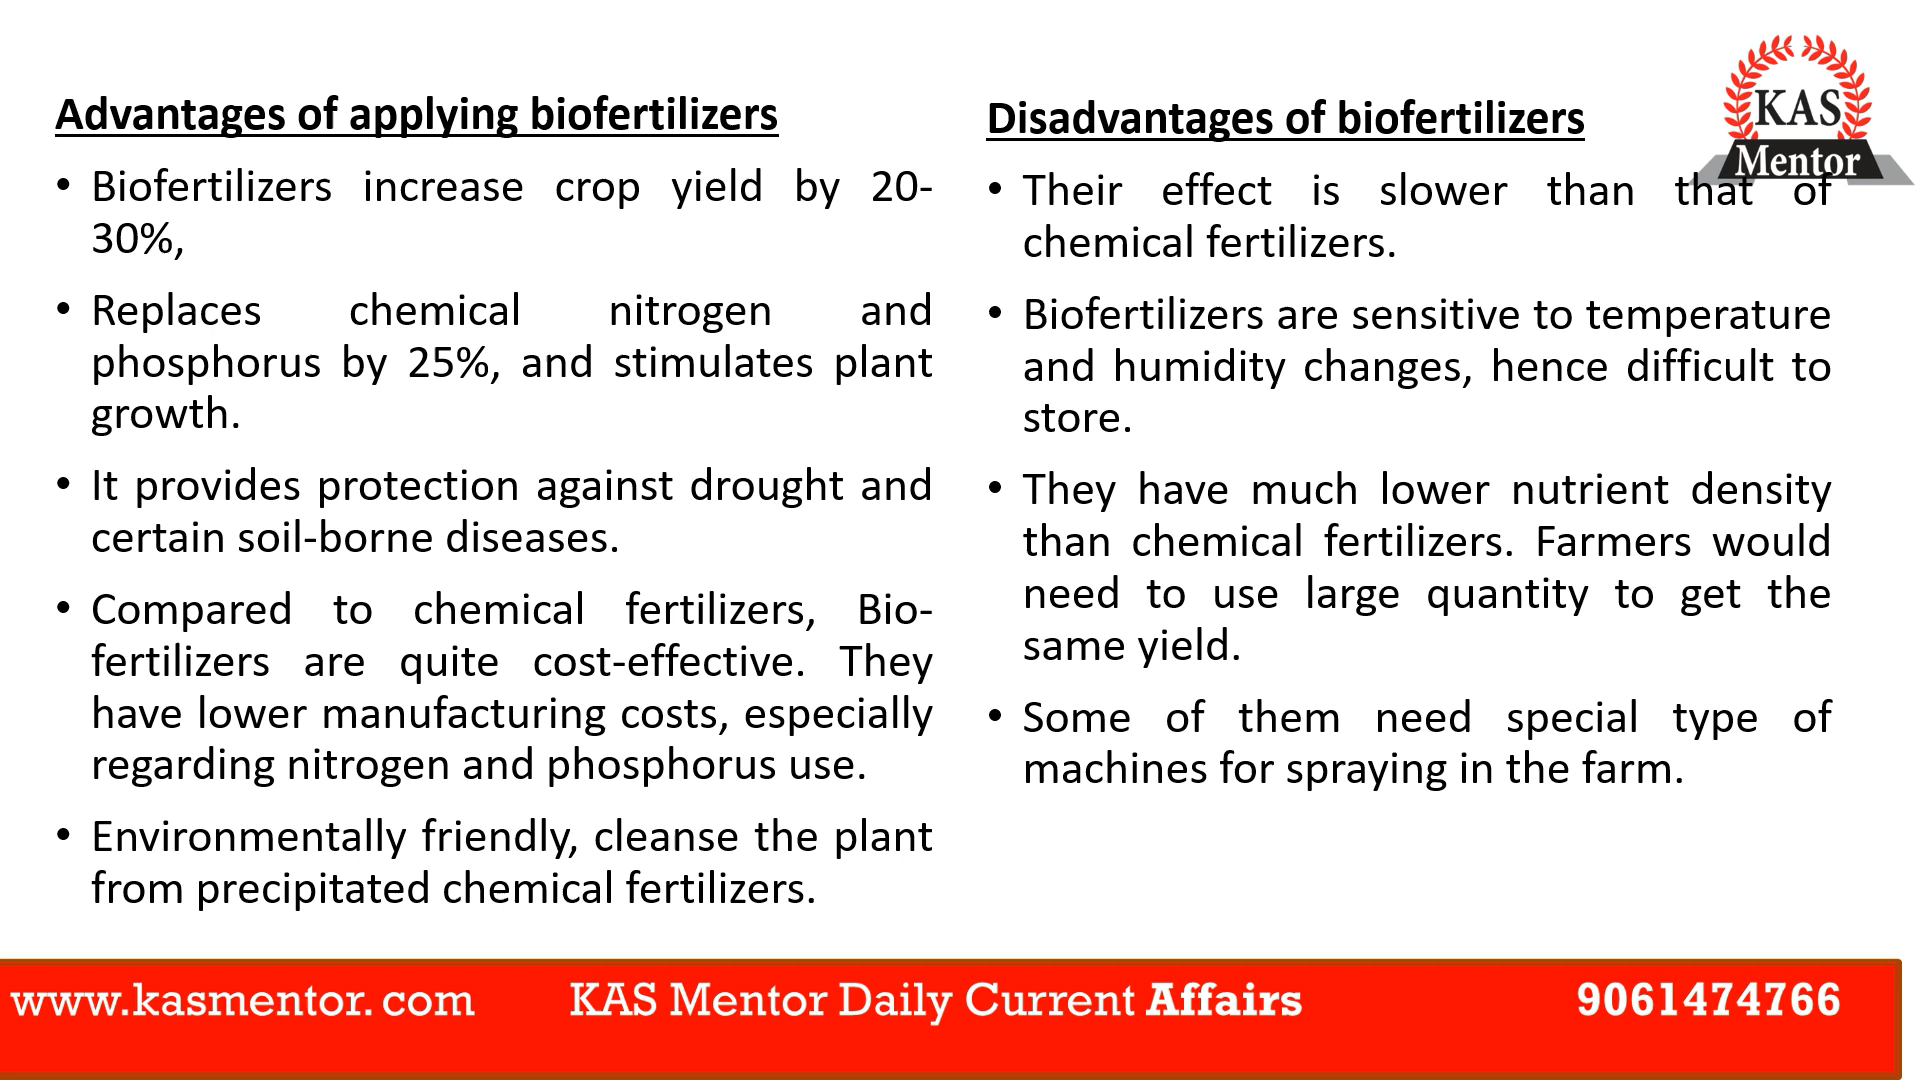 Advantages of applying biofertilizers
• Biofertilizers increase crop yield by 20-
30%,
• Replaces chemical nitrogen and
phosphorus by 25%, and stimulates plant
growth.
• It provides protection against drought and
certain soil-borne diseases.
• Compared to chemical fertilizers, Bio-
fertilizers are quite cost-effective. They
have lower manufacturing costs, especially
regarding nitrogen and phosphorus use.
• Environmentally friendly, cleanse the plant
from precipitated chemical fertilizers.
Disadvantages of biofertilizers
• Their effect is slower than that of
chemical fertilizers.
• Biofertilizers are sensitive to temperature
and humidity changes, hence difficult to
store.
• They have much lower nutrient density
than chemical fertilizers. Farmers would
need to use large quantity to get the
same yield.
• Some of them need special type of
machines for spraying in the farm.
KAS
Mentor
www.kasmentor. com KAS Mentor Daily Current Affairs 9061474766